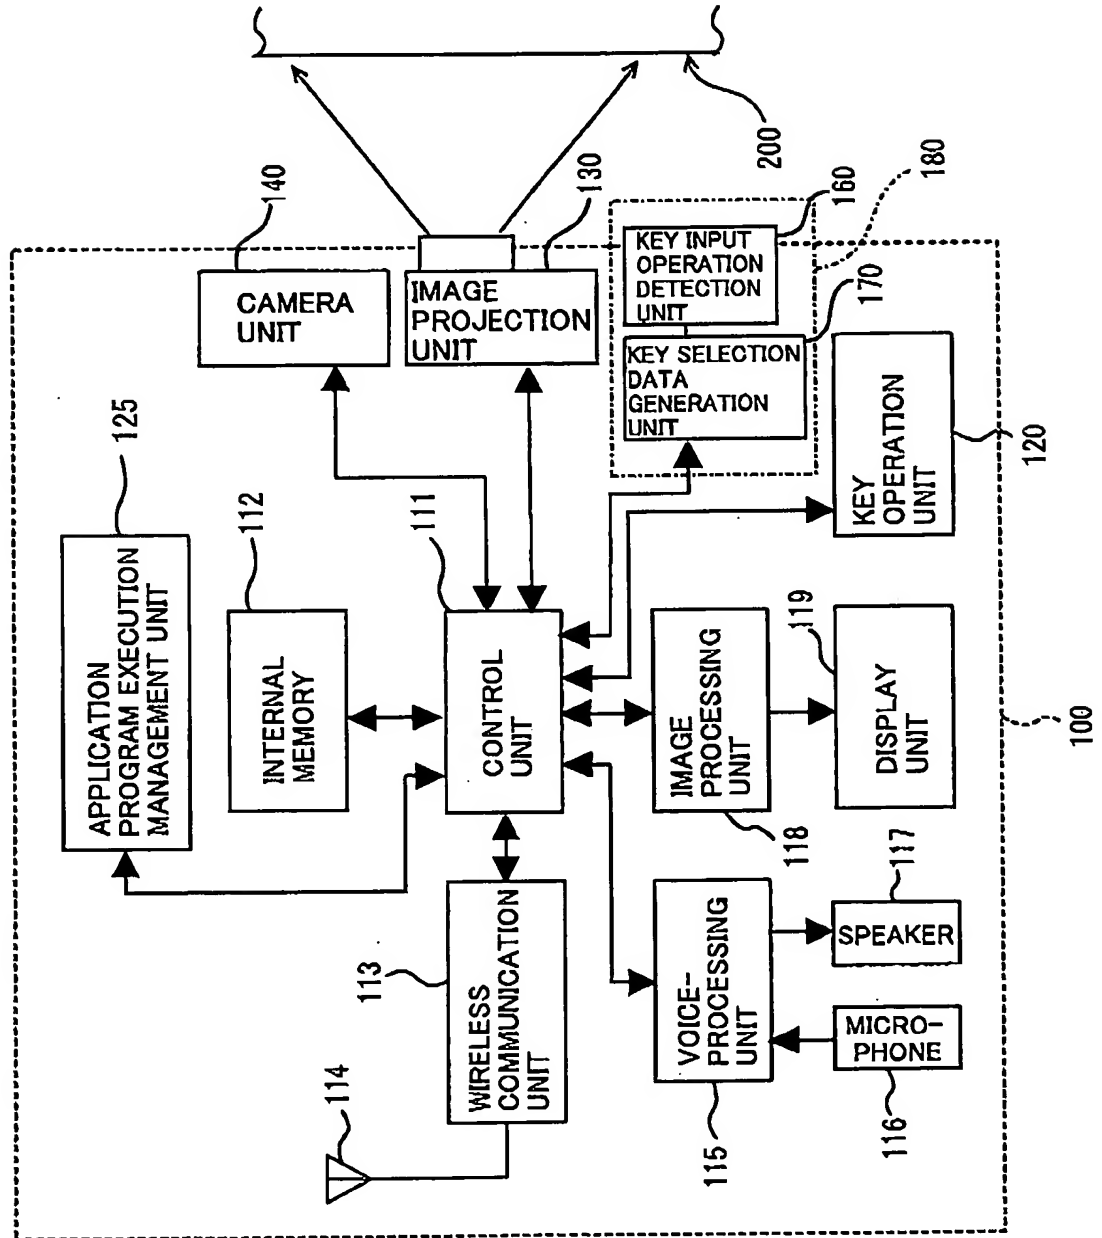 200
140
CAMERA
UNIT
130
IMAGE
PROJECTION
UNIT
180
160
KEY INPUT
OPERATION
DETECTION
UNIT
170
KEY SELECTION
DATA
GENERATION
UNIT
125
APPLICATION
PROGRAM EXECUTION
MANAGEMENT UNIT
112
INTERNAL
MEMORY
111
CONTROL
UNIT
KEY
OPERATION
UNIT
120
113
WIRELESS
COMMUNICATION
UNIT
114
IMAGE PROCESSING
UNIT
118
119
DISPLAY
UNIT
VOICE-
PROCESSING
UNIT
115
117
SPEAKER
MICRO-
PHONE
116
100